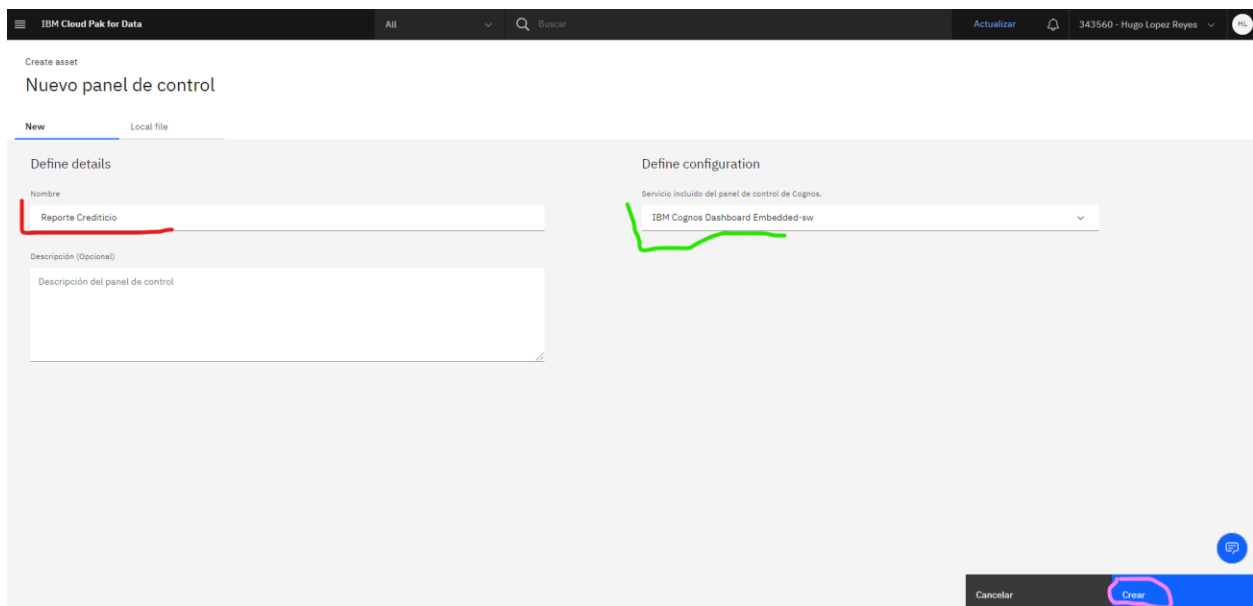 IBM Cloud Pak for Data
All
Buscar
Actualizar
343560 - Hugo Lopez Reyes
HL
Create asset
Nuevo panel de control
New
Local file
Define details
Define configuration
Nombre
Servicio incluido del panel de control de Cognos.
Reporte Crediticio
IBM Cognos Dashboard Embedded-sw
Descripción (Opcional)
Descripción del panel de control
Cancelar
Crear